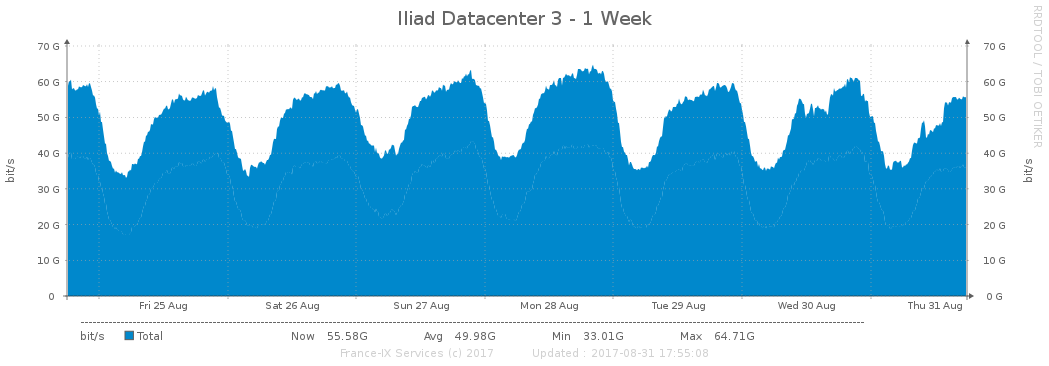 Iliad Datacenter 3 - 1 Week
RRDTOOL / TOBI OETIKER
70 G 70 G
60 G 60 G
50 G 50 G
40 G 40 G
30 G 30 G
20 G 20 G
10 G 10 G
0 0 G
bit/s bit/s
Fri 25 Aug Sat 26 Aug Sun 27 Aug Mon 28 Aug Tue 29 Aug Wed 30 Aug Thu 31 Aug
bit/s Total Now 55.58G Avg 49.98G Min 33.01G Max 64.71G
France-IX Services (c) 2017 Updated : 2017-08-31 17:55:08